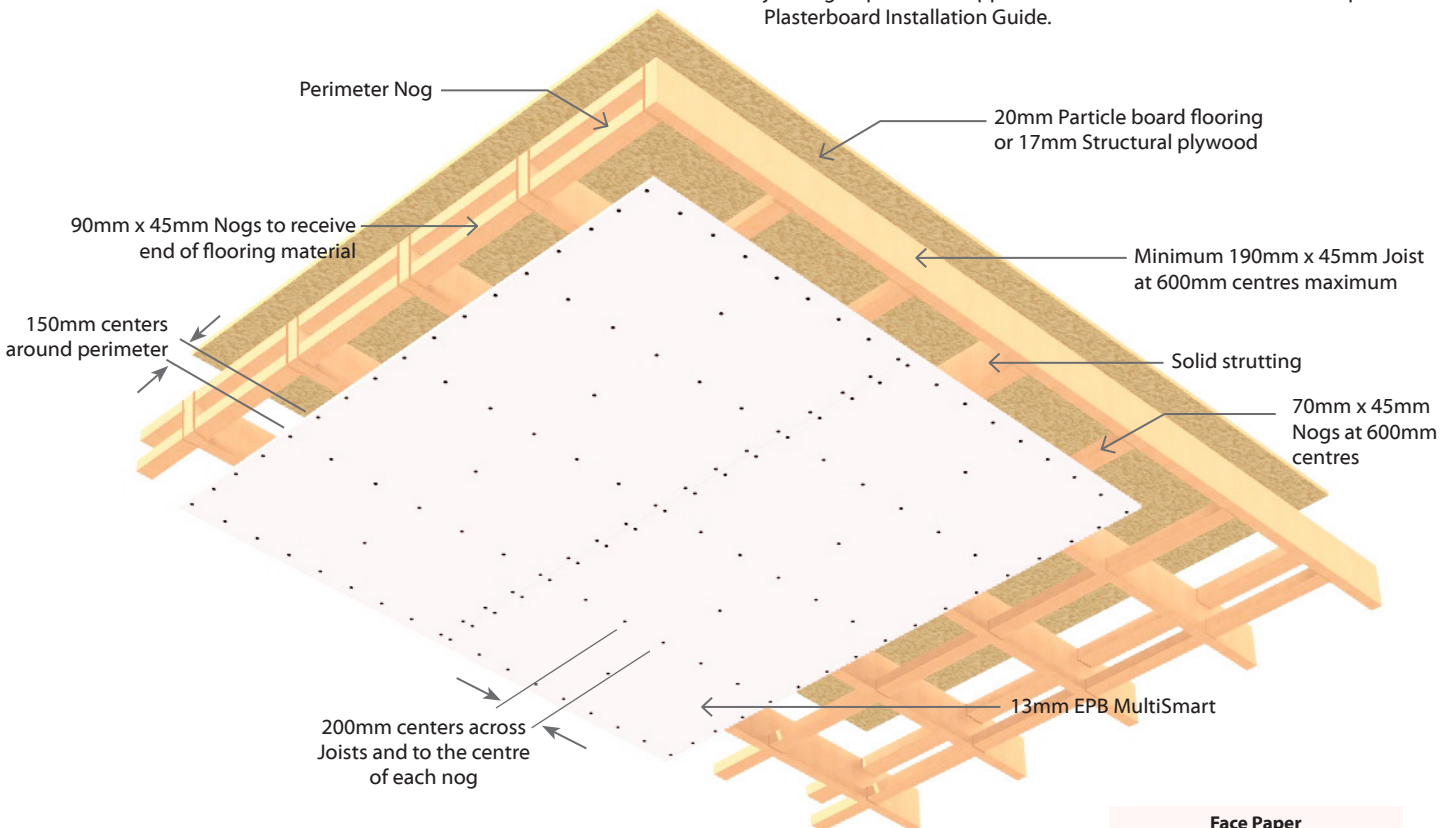 Plasterboard Installation Guide.
Perimeter Nog
20mm Particle board flooring
or 17mm Structural plywood
90mm x 45mm Nogs to receive
end of flooring material
Minimum 190mm x 45mm Joist
at 600mm centres maximum
150mm centers
around perimeter
Solid strutting
70mm x 45mm
Nogs at 600mm
centres
13mm EPB MultiSmart
200mm centers across
Joists and to the centre
of each nog
Face Paper